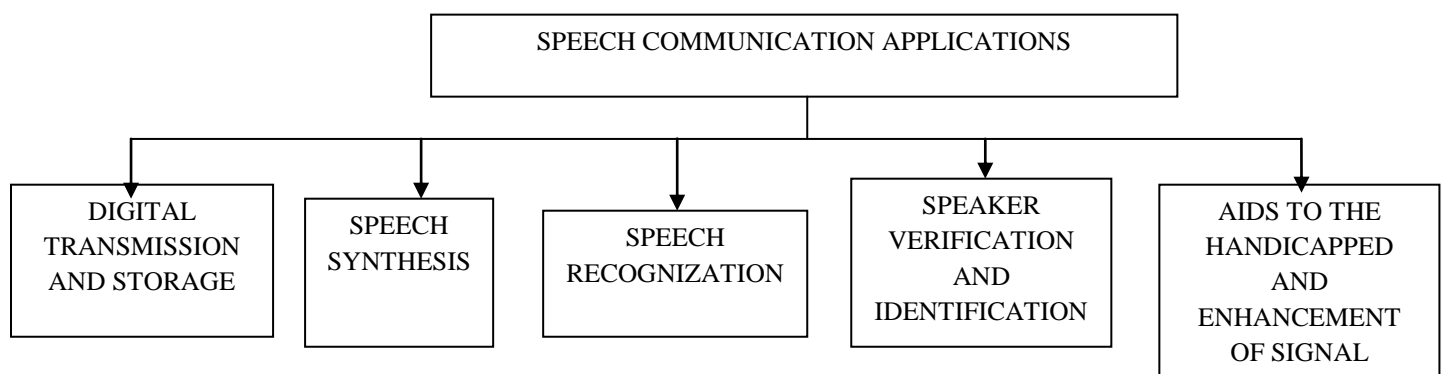 SPEECH COMMUNICATION APPLICATIONS
DIGITAL
TRANSMISSION
AND STORAGE
SPEECH
SYNTHESIS
SPEECH
RECOGNIZATION
SPEAKER
VERIFICATION
AND
IDENTIFICATION
AIDS TO THE
HANDICAPPED
AND
ENHANCEMENT
OF SIGNAL